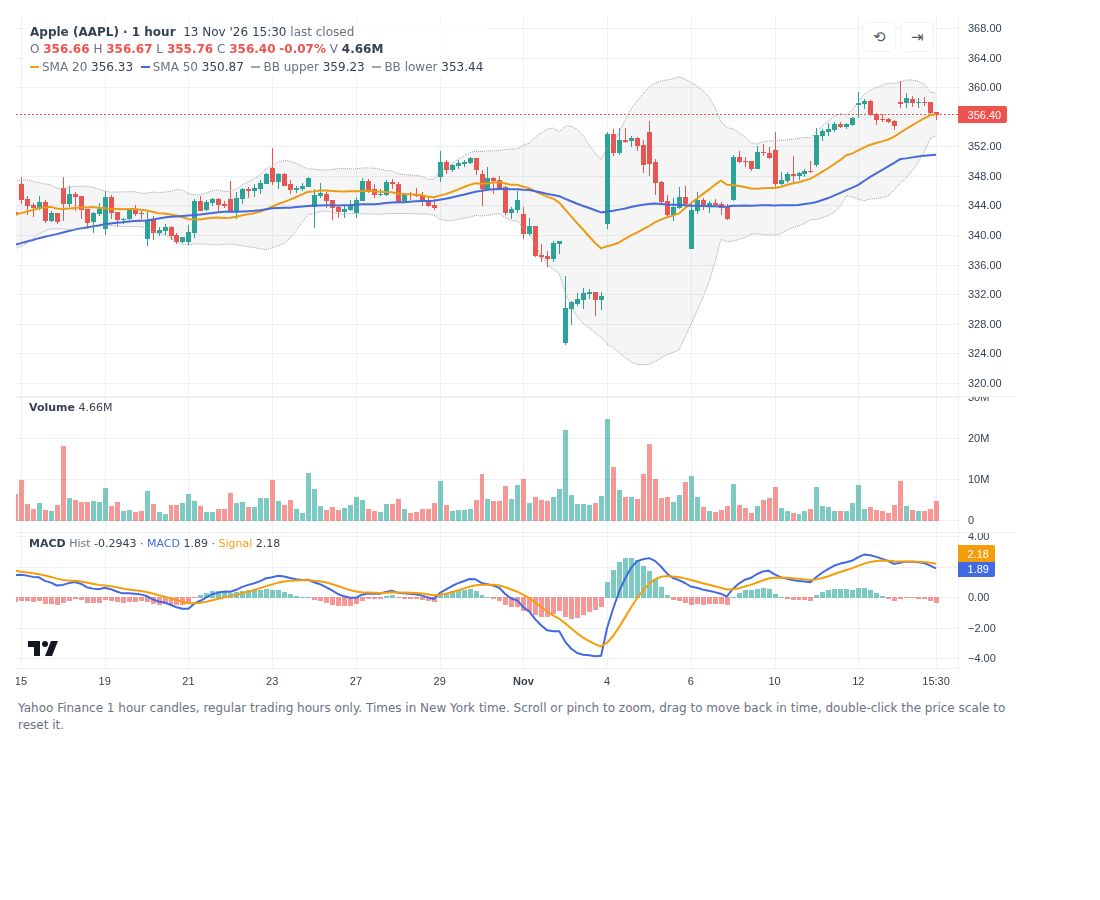 Apple (AAPL) · 1 hour 13 Nov '26 15:30 last closed
O 356.66 H 356.67 L 355.76 C 356.40 -0.07% V 4.66M
SMA 20 356.33 SMA 50 350.87 BB upper 359.23 BB lower 353.44
368.00
364.00
360.00
356.40
352.00
348.00
344.00
340.00
336.00
332.00
328.00
324.00
320.00
Volume 4.66M
30M
20M
10M
0
MACD Hist -0.2943 · MACD 1.89 · Signal 2.18
4.00
2.18
1.89
0.00
−2.00
−4.00
15 19 21 23 27 29 Nov 4 6 10 12 15:30
Yahoo Finance 1 hour candles, regular trading hours only. Times in New York time. Scroll or pinch to zoom, drag to move back in time, double-click the price scale to
reset it.